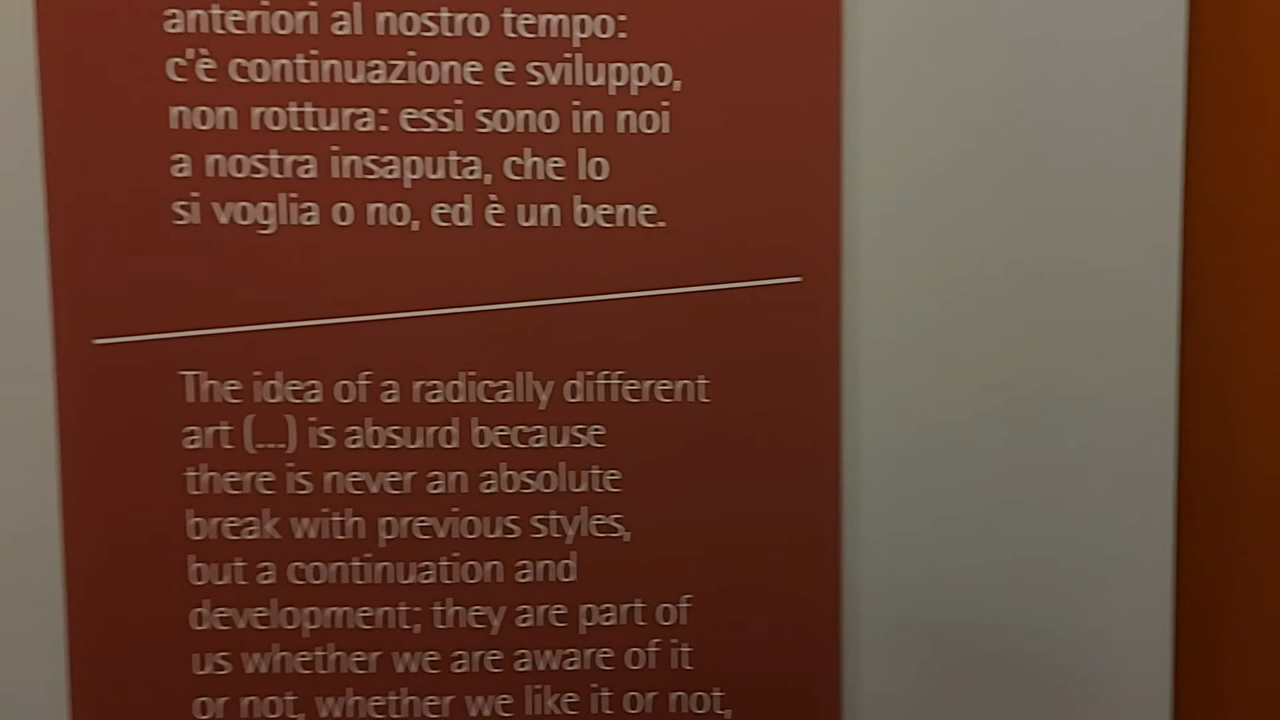 anteriori al nostro tempo:
c'è continuazione e sviluppo,
non rottura: essi sono in noi
a nostra insaputa, che lo
si voglia o no, ed è un bene.
The idea of a radically different
art (...) is absurd because
there is never an absolute
break with previous styles,
but a continuation and
development; they are part of
us whether we are aware of it
or not, whether we like it or not,